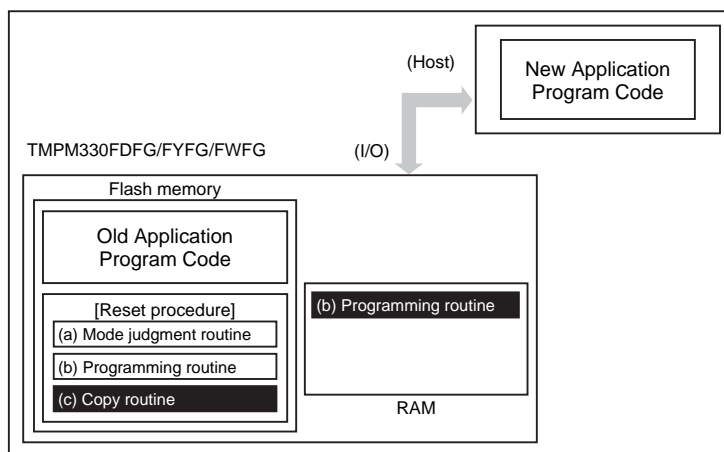 (Host)
New Application
Program Code
TMPM330FDFG/FYFG/FWFG
(I/O)
Flash memory
Old Application
Program Code
[Reset procedure]
(a) Mode judgment routine
(b) Programming routine
(c) Copy routine
(b) Programming routine
RAM